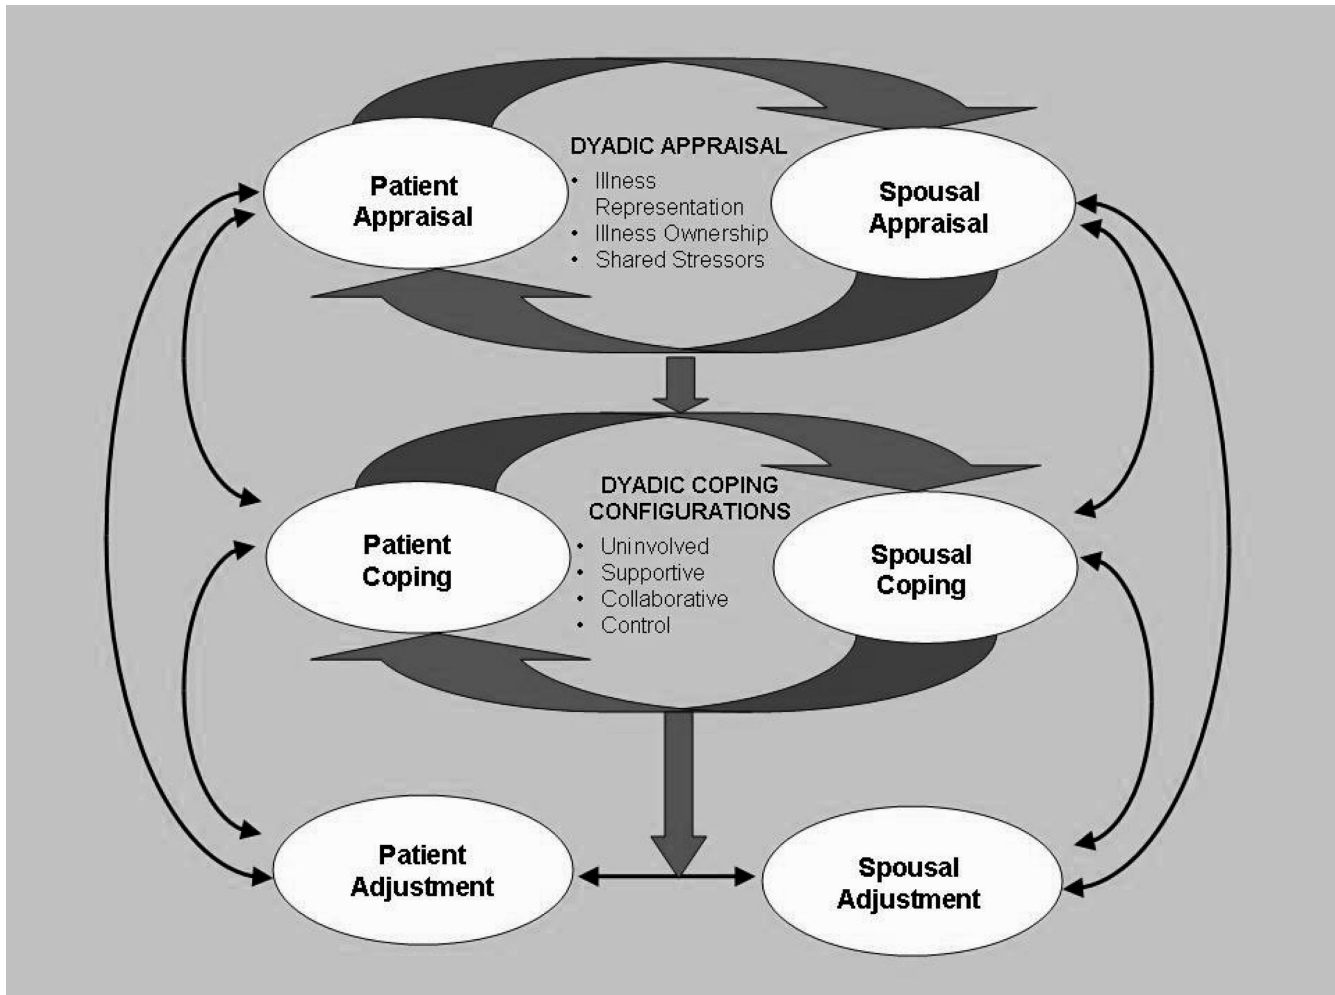 Patient
Appraisal
DYADIC APPRAISAL
• Illness
Representation
• Illness Ownership
• Shared Stressors
Spousal
Appraisal
Patient
Coping
DYADIC COPING
CONFIGURATIONS
• Uninvolved
• Supportive
• Collaborative
• Control
Spousal
Coping
Patient
Adjustment
Spousal
Adjustment